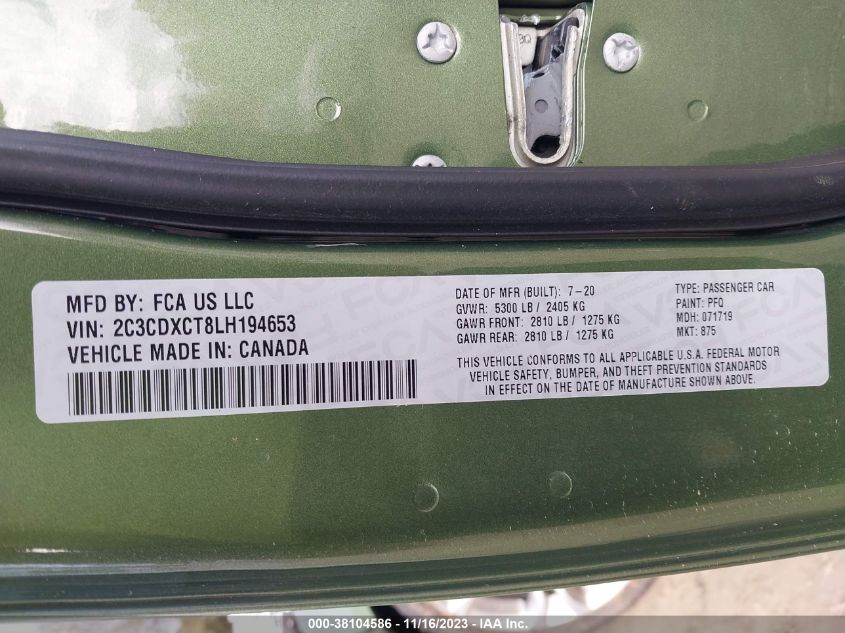 BQ
MFD BY: FCA US LLC
VIN: 2C3CDXCT8LH194653
VEHICLE MADE IN: CANADA
DATE OF MFR (BUILT): 7-20
GVWR: 5300 LB / 2405 KG
GAWR FRONT: 2810 LB / 1275 KG
GAWR REAR: 2810 LB / 1275 KG
TYPE: PASSENGER CAR
PAINT: PFQ
MDH: 071719
MKT: 875
THIS VEHICLE CONFORMS TO ALL APPLICABLE U.S.A. FEDERAL MOTOR
VEHICLE SAFETY, BUMPER, AND THEFT PREVENTION STANDARDS
IN EFFECT ON THE DATE OF MANUFACTURE SHOWN ABOVE.
000-38104586 - 11/16/2023 - IAA Inc.